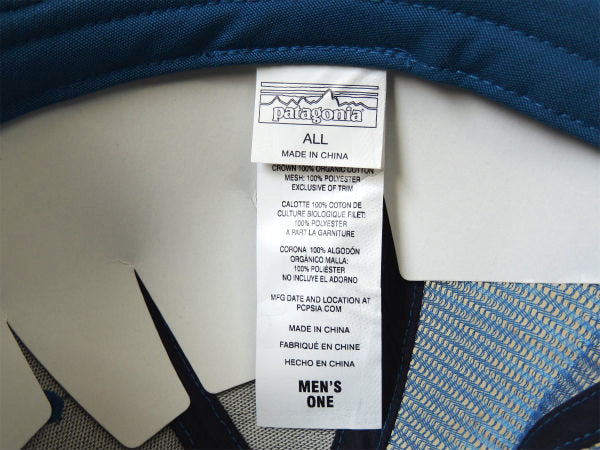 patagonia
ALL
MADE IN CHINA
CROWN 100% ORGANIC COTTON
MESH: 100% POLYESTER
EXCLUSIVE OF TRIM
CALOTTE 100% COTON DE
CULTURE BIOLOGIQUE FILET:
100% POLYESTER
A PART LA GARNITURE
CORONA 100% ALGODÓN
ORGÁNICO MALLA:
100% POLIÉSTER
NO INCLUYE EL ADORNO
MFG DATE AND LOCATION AT
PCPSIA.COM
MADE IN CHINA
FABRIQUÉ EN CHINE
HECHO EN CHINA
MEN'S
ONE